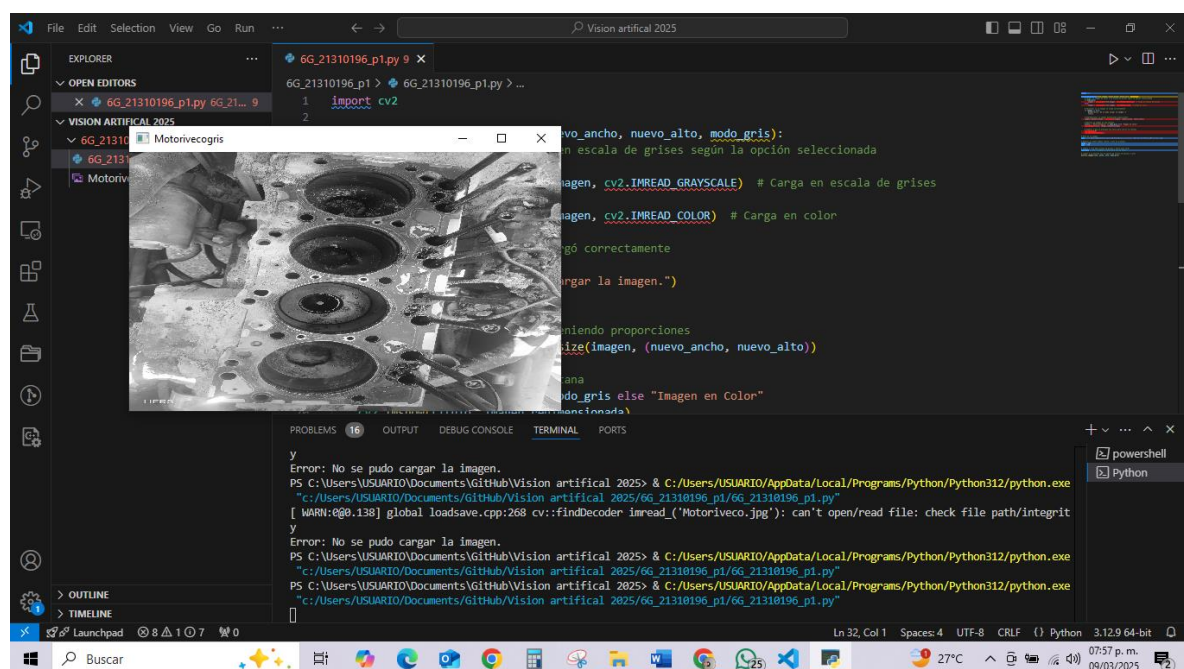 File Edit Selection View Go Run ··· Vision artifical 2025
EXPLORER ···
OPEN EDITORS
6G_21310196_p1.py 6G_21... 9
VISION ARTIFICAL 2025
6G_21310
6G_2131
Motoriv
OUTLINE
TIMELINE
6G_21310196_p1.py 9
6G_21310196_p1 > 6G_21310196_p1.py > ...
1 import cv2
2
vo_ancho, nuevo_alto, modo_gris):
en escala de grises según la opción seleccionada
agen, cv2.IMREAD_GRAYSCALE) # Carga en escala de grises
agen, cv2.IMREAD_COLOR) # Carga en color
rgó correctamente
argar la imagen.")
eniendo proporciones
size(imagen, (nuevo_ancho, nuevo_alto))
tana
do_gris else "Imagen en Color"
Motorivecogris
PROBLEMS 16 OUTPUT DEBUG CONSOLE TERMINAL PORTS
powershell
Python
y
Error: No se pudo cargar la imagen.
PS C:\Users\USUARIO\Documents\GitHub\Vision artifical 2025> & C:/Users/USUARIO/AppData/Local/Programs/Python/Python312/python.exe
"c:/Users/USUARIO/Documents/GitHub/Vision artifical 2025/6G_21310196_p1/6G_21310196_p1.py"
[ WARN:0@0.138] global loadsave.cpp:268 cv::findDecoder imread_('Motoriveco.jpg'): can't open/read file: check file path/integrit
y
Error: No se pudo cargar la imagen.
PS C:\Users\USUARIO\Documents\GitHub\Vision artifical 2025> & C:/Users/USUARIO/AppData/Local/Programs/Python/Python312/python.exe
"c:/Users/USUARIO/Documents/GitHub/Vision artifical 2025/6G_21310196_p1/6G_21310196_p1.py"
PS C:\Users\USUARIO\Documents\GitHub\Vision artifical 2025> & C:/Users/USUARIO/AppData/Local/Programs/Python/Python312/python.exe
"c:/Users/USUARIO/Documents/GitHub/Vision artifical 2025/6G_21310196_p1/6G_21310196_p1.py"
Launchpad 8 1 7 0
Ln 32, Col 1 Spaces: 4 UTF-8 CRLF {} Python 3.12.9 64-bit
Buscar
25
27°C
07:57 p. m.
09/03/2025